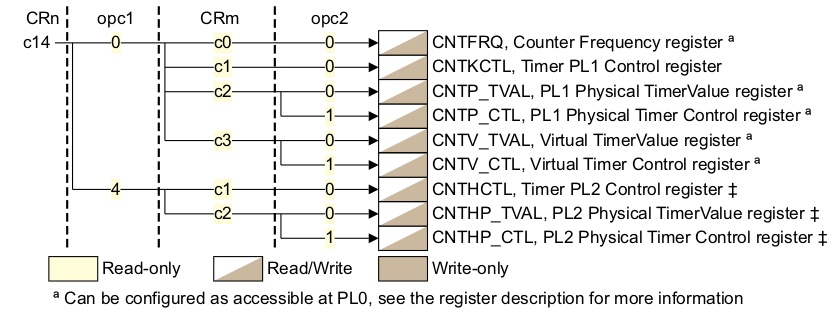 CRn opc1 CRm opc2
c14 0 c0 0 CNTFRQ, Counter Frequency register ª
c1 0 CNTKCTL, Timer PL1 Control register
c2 0 CNTP_TVAL, PL1 Physical TimerValue register ª
1 CNTP_CTL, PL1 Physical Timer Control register ª
c3 0 CNTV_TVAL, Virtual TimerValue register ª
1 CNTV_CTL, Virtual Timer Control register ª
4 c1 0 CNTHCTL, Timer PL2 Control register ‡
c2 0 CNTHP_TVAL, PL2 Physical TimerValue register ‡
1 CNTHP_CTL, PL2 Physical Timer Control register ‡
Read-only Read/Write Write-only
ª Can be configured as accessible at PL0, see the register description for more information